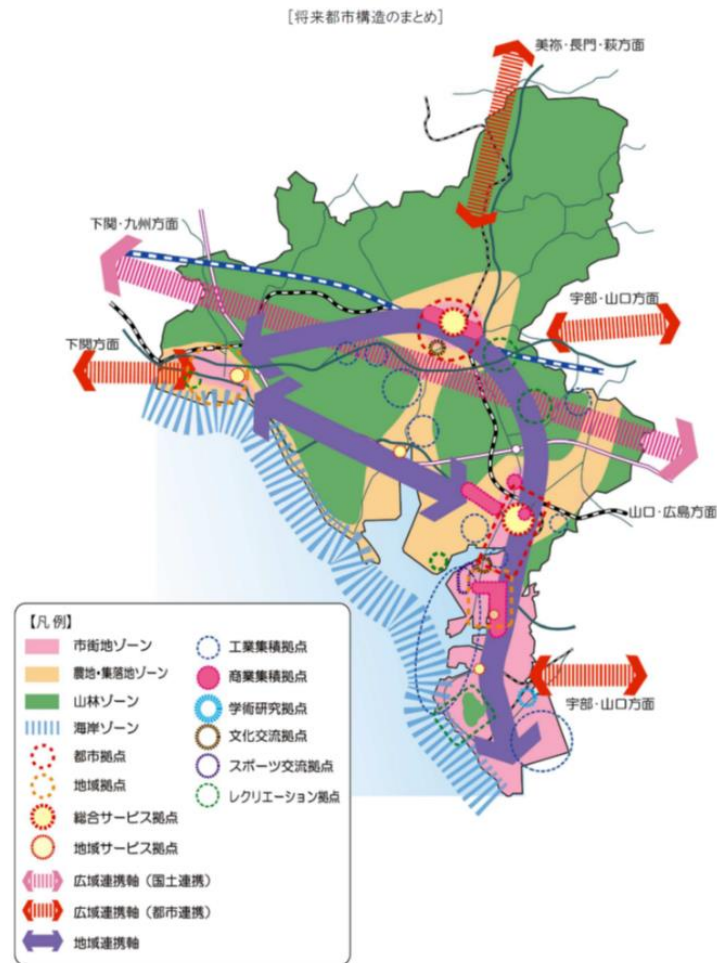 [将来都市構造のまとめ]
美祢・長門・萩方面
下関・九州方面
宇部・山口方面
下関方面
山口・広島方面
宇部・山口方面
【凡 例】
市街地ゾーン
農地・集落地ゾーン
山林ゾーン
海岸ゾーン
都市拠点
地域拠点
総合サービス拠点
地域サービス拠点
広域連携軸（国土連携）
広域連携軸（都市連携）
地域連携軸
工業集積拠点
商業集積拠点
学術研究拠点
文化交流拠点
スポーツ交流拠点
レクリエーション拠点